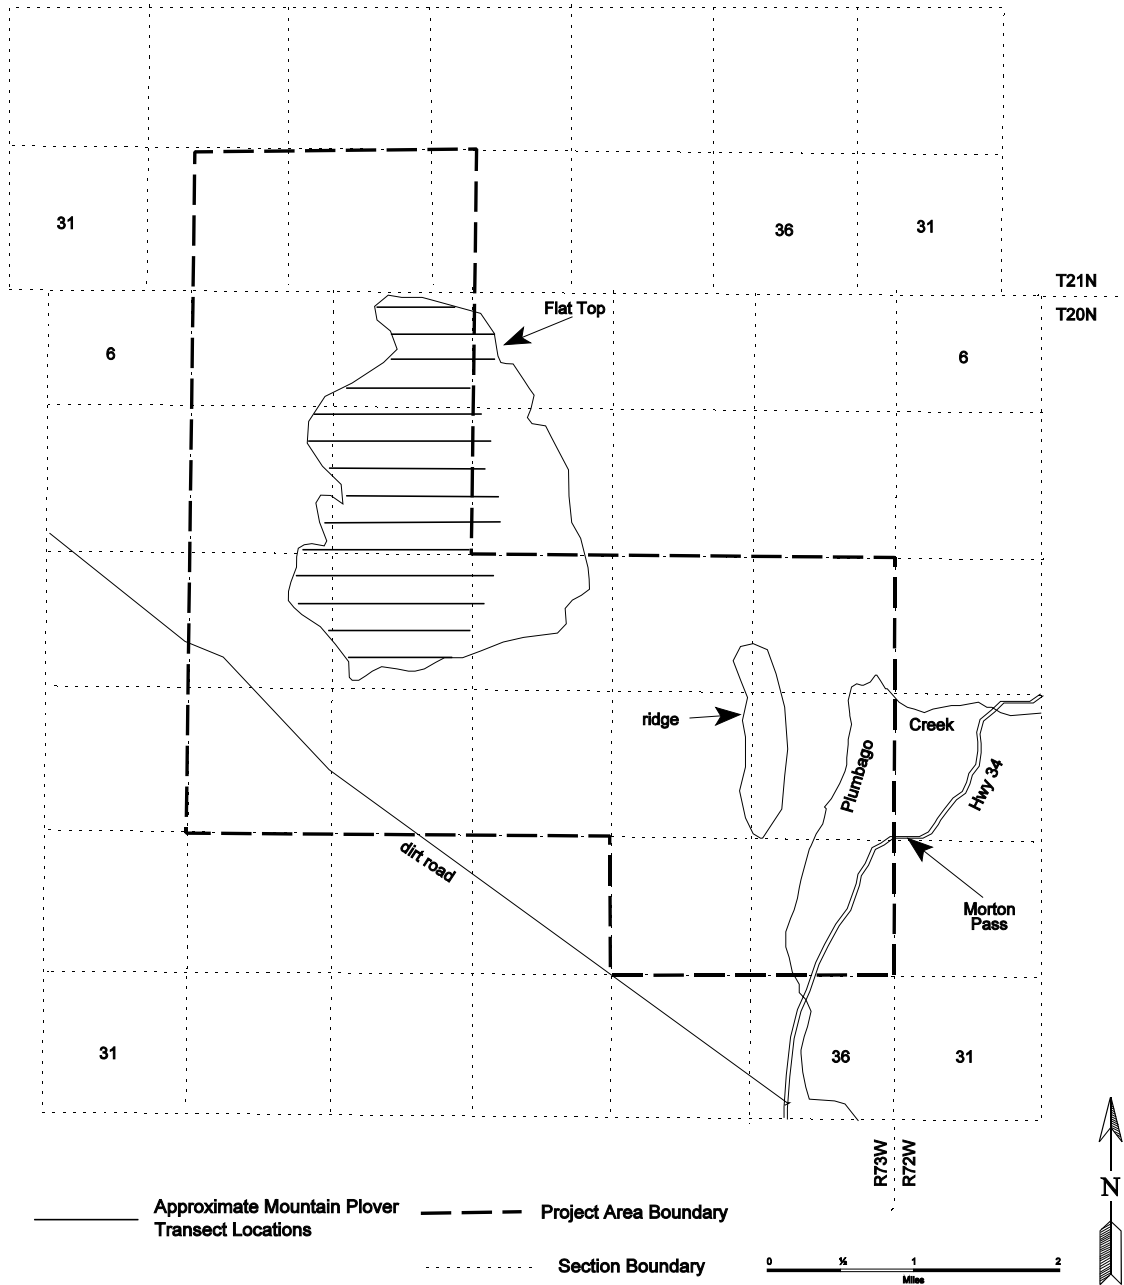 31
36
31
T21N
T20N
Flat Top
6
6
ridge
Creek
Plumbago
Hwy 34
dirt road
Morton
Pass
31
36
31
R73W
R72W
N
Approximate Mountain Plover
Transect Locations
Project Area Boundary
Section Boundary
0 ½ 1 2
Miles